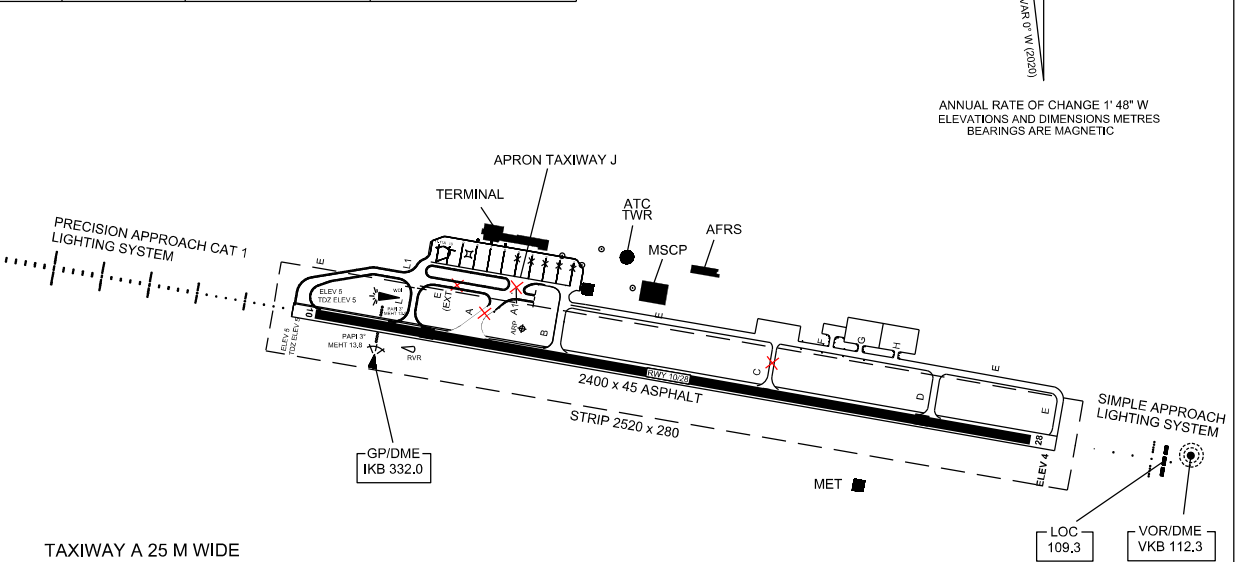 VAR 0° W (2020)
ANNUAL RATE OF CHANGE 1' 48" W
ELEVATIONS AND DIMENSIONS METRES
BEARINGS ARE MAGNETIC
APRON TAXIWAY J
TERMINAL
ATC
TWR
MSCP
AFRS
PRECISION APPROACH CAT 1
LIGHTING SYSTEM
E
L1
ELEV 5
TDZ ELEV 5
WDI
L
PAPI 3°
E
(EXT
A
A1
ARP
B
E
C
F
G
H
E
D
E
10
ELEV 5
TDZ ELEV 5
PAPI 3°
MEHT 13,8
RVR
RWY 10/28
2400 x 45 ASPHALT
STRIP 2520 x 280
28
ELEV 4
SIMPLE APPROACH
LIGHTING SYSTEM
GP/DME
IKB 332.0
MET
LOC
109.3
VOR/DME
VKB 112.3
TAXIWAY A 25 M WIDE